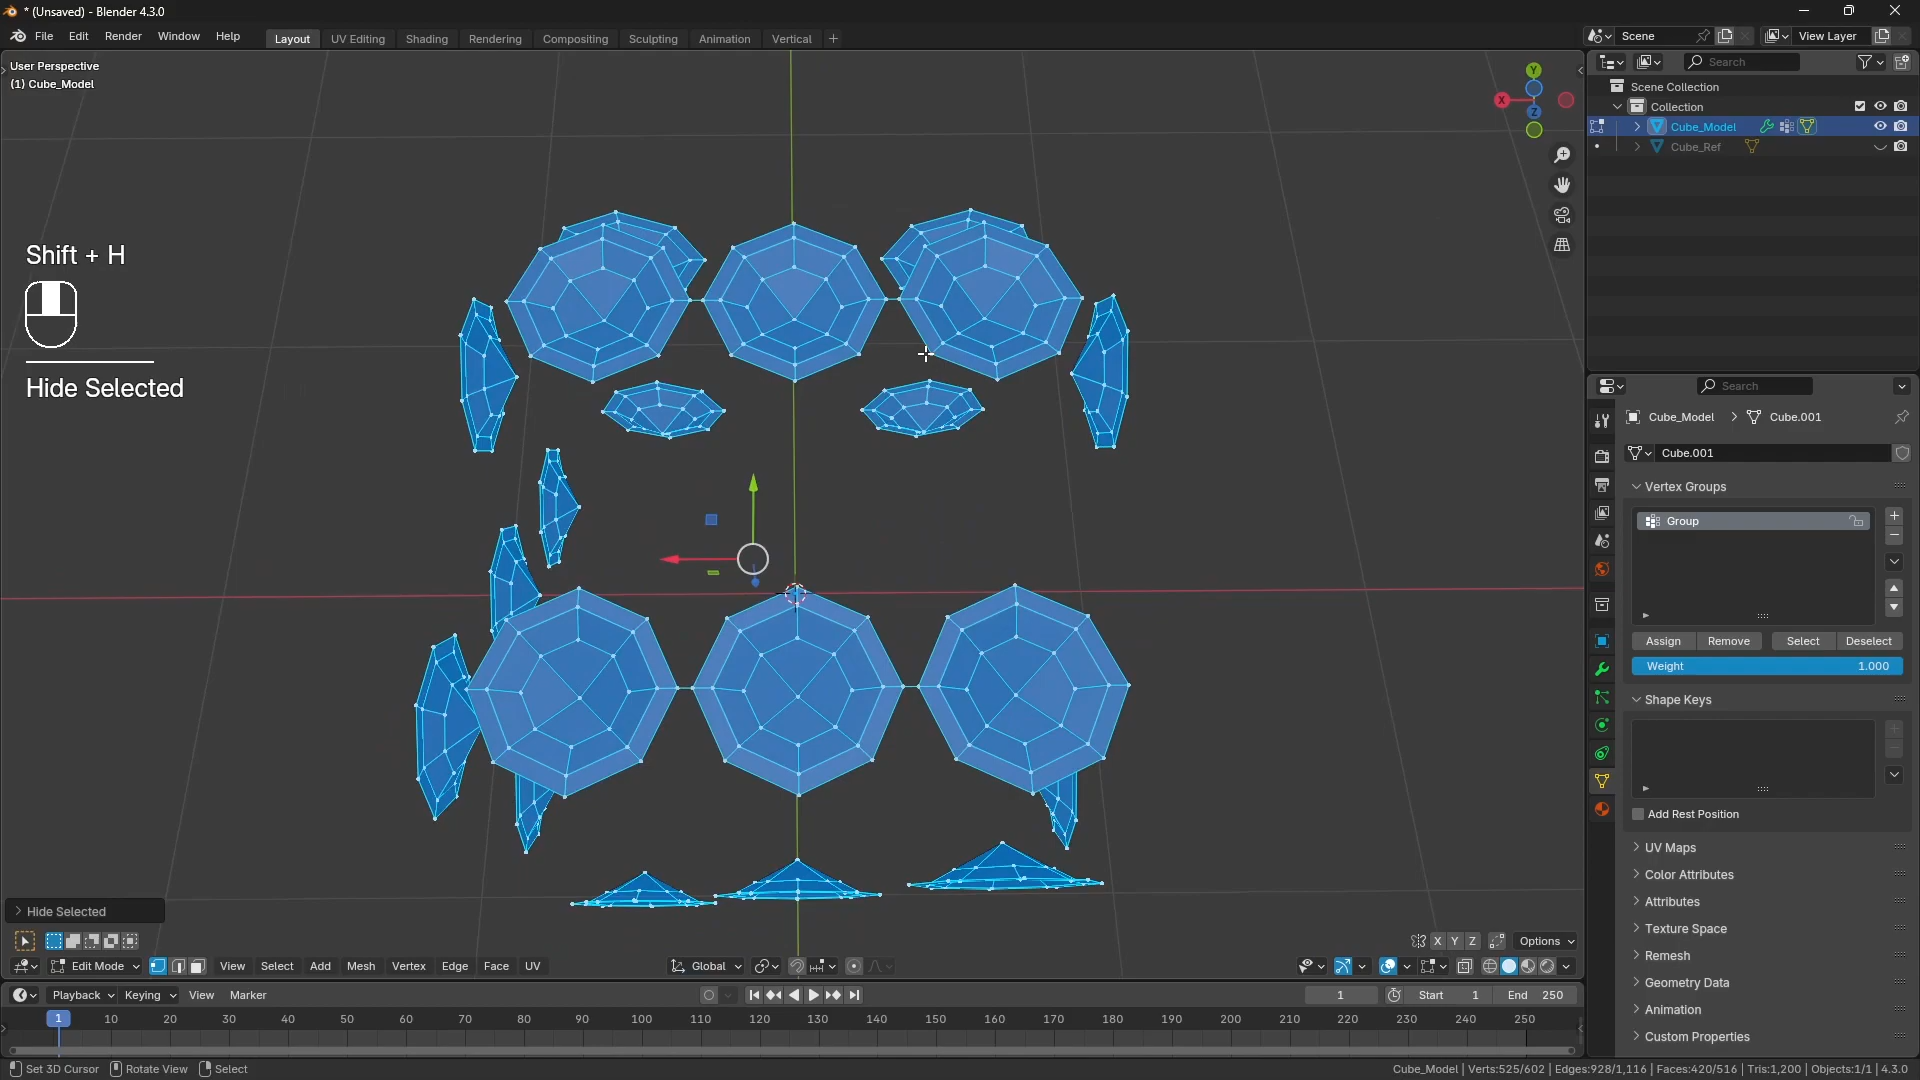 * (Unsaved) - Blender 4.3.0
File Edit Render Window Help
Layout UV Editing Shading Rendering Compositing Sculpting Animation Vertical +
Scene
View Layer
User Perspective
(1) Cube_Model
Search
Scene Collection
Collection
Cube_Model
Cube_Ref
Y
X
Z
Shift + H
Hide Selected
Search
Cube_Model > Cube.001
Cube.001
Vertex Groups
Group
Assign Remove Select Deselect
Weight 1.000
Shape Keys
Add Rest Position
UV Maps
Color Attributes
Attributes
Texture Space
Remesh
Geometry Data
Animation
Custom Properties
Hide Selected
X Y Z Options
Edit Mode View Select Add Mesh Vertex Edge Face UV Global
Playback Keying View Marker 1 Start 1 End 250
1 10 20 30 40 50 60 70 80 90 100 110 120 130 140 150 160 170 180 190 200 210 220 230 240 250
Set 3D Cursor Rotate View Select
Cube_Model | Verts:525/602 | Edges:928/1,116 | Faces:420/516 | Tris:1,200 | Objects:1/1 | 4.3.0